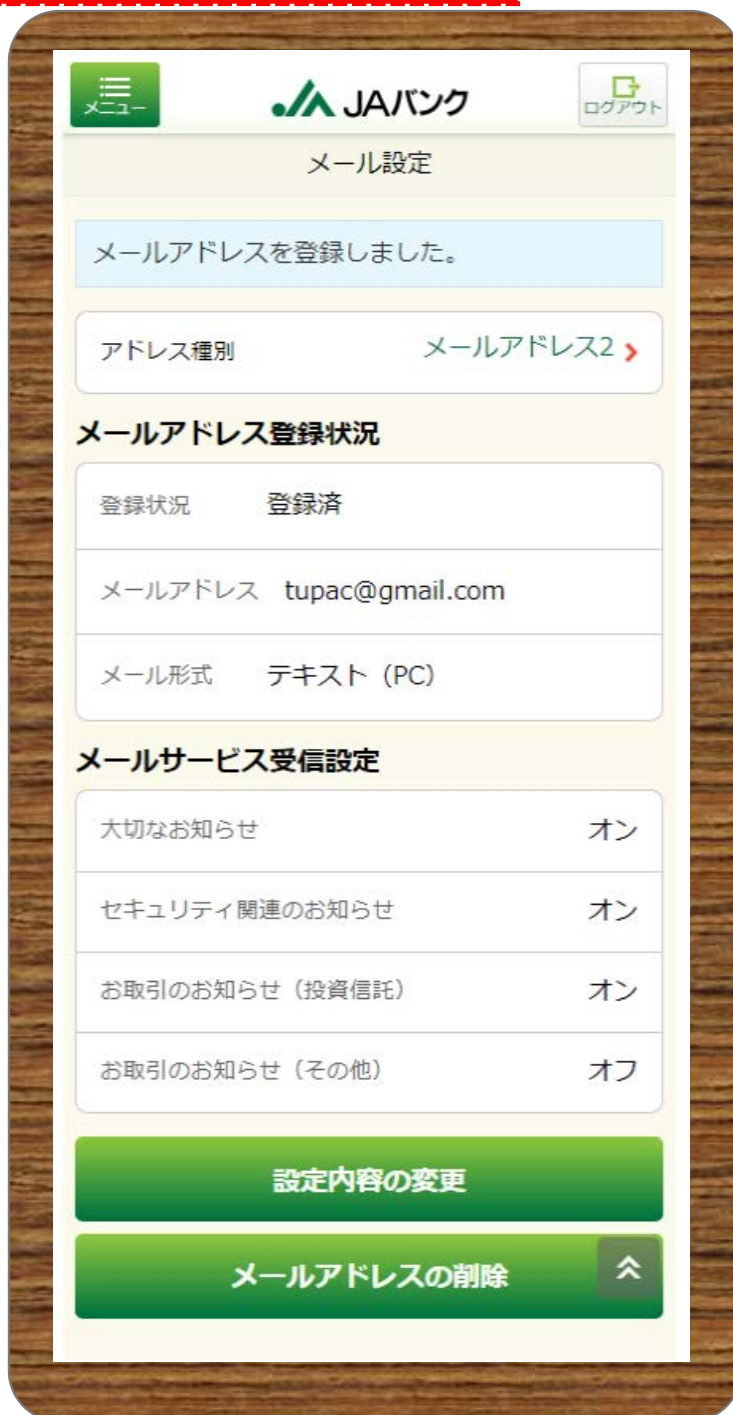 メニュー
JAバンク
ログアウト
メール設定
メールアドレスを登録しました。
アドレス種別 メールアドレス2
メールアドレス登録状況
登録状況 登録済
メールアドレス tupac@gmail.com
メール形式 テキスト（PC）
メールサービス受信設定
大切なお知らせ オン
セキュリティ関連のお知らせ オン
お取引のお知らせ（投資信託） オン
お取引のお知らせ（その他） オフ
設定内容の変更
メールアドレスの削除